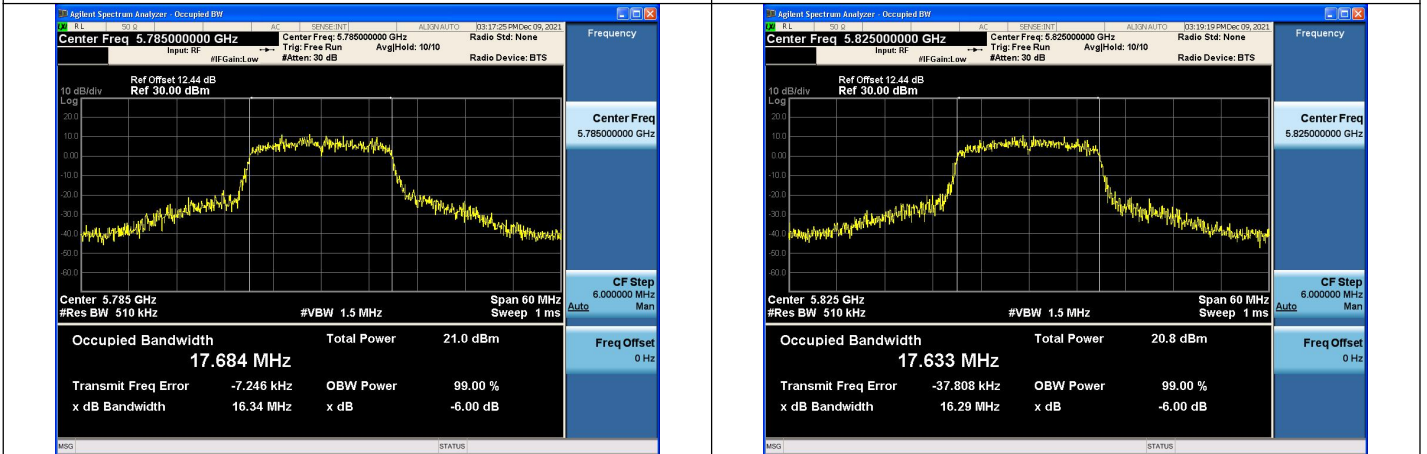 Agilent Spectrum Analyzer - Occupied BW
RL 50 Ω AC SENSE:INT ALIGNAUTO 03:17:25 PMDec 09, 2021
Center Freq 5.785000000 GHz Center Freq: 5.785000000 GHz Radio Std: None Frequency
Input: RF Trig: Free Run Avg|Hold: 10/10
#IFGain:Low #Atten: 30 dB Radio Device: BTS
Ref Offset 12.44 dB
10 dB/div Ref 30.00 dBm
Log
20.0
10.0
0.00
-10.0
-20.0
-30.0
-40.0
-50.0
-60.0
Center Freq
5.785000000 GHz
Center 5.785 GHz Span 60 MHz
#Res BW 510 kHz #VBW 1.5 MHz Sweep 1 ms
CF Step
6.000000 MHz
Auto Man
Occupied Bandwidth Total Power 21.0 dBm
17.684 MHz
Transmit Freq Error -7.246 kHz OBW Power 99.00 %
x dB Bandwidth 16.34 MHz x dB -6.00 dB
Freq Offset
0 Hz
MSG STATUS
Agilent Spectrum Analyzer - Occupied BW
RL 50 Ω AC SENSE:INT ALIGNAUTO 03:19:19 PMDec 09, 2021
Center Freq 5.825000000 GHz Center Freq: 5.825000000 GHz Radio Std: None Frequency
Input: RF Trig: Free Run Avg|Hold: 10/10
#IFGain:Low #Atten: 30 dB Radio Device: BTS
Ref Offset 12.44 dB
10 dB/div Ref 30.00 dBm
Log
20.0
10.0
0.00
-10.0
-20.0
-30.0
-40.0
-50.0
-60.0
Center Freq
5.825000000 GHz
Center 5.825 GHz Span 60 MHz
#Res BW 510 kHz #VBW 1.5 MHz Sweep 1 ms
CF Step
6.000000 MHz
Auto Man
Occupied Bandwidth Total Power 20.8 dBm
17.633 MHz
Transmit Freq Error -37.808 kHz OBW Power 99.00 %
x dB Bandwidth 16.29 MHz x dB -6.00 dB
Freq Offset
0 Hz
MSG STATUS